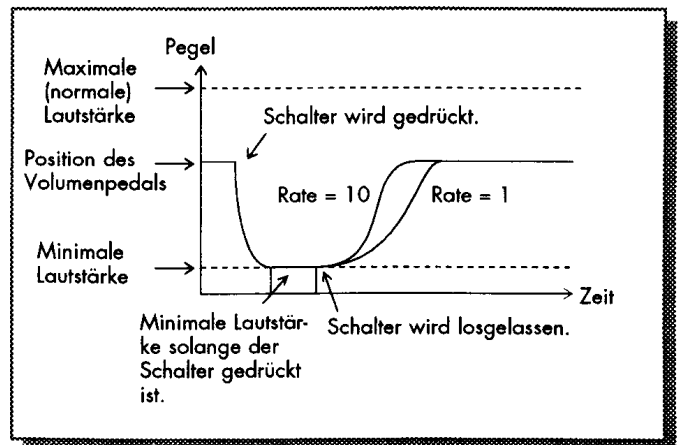 Pegel
Maximale
(normale)
Lautstärke
Schalter wird gedrückt.
Position des
Volumenpedals
Rate = 10
Rate = 1
Minimale
Lautstärke
Zeit
Minimale Lautstär-
ke solange der
Schalter gedrückt
ist.
Schalter wird losgelassen.